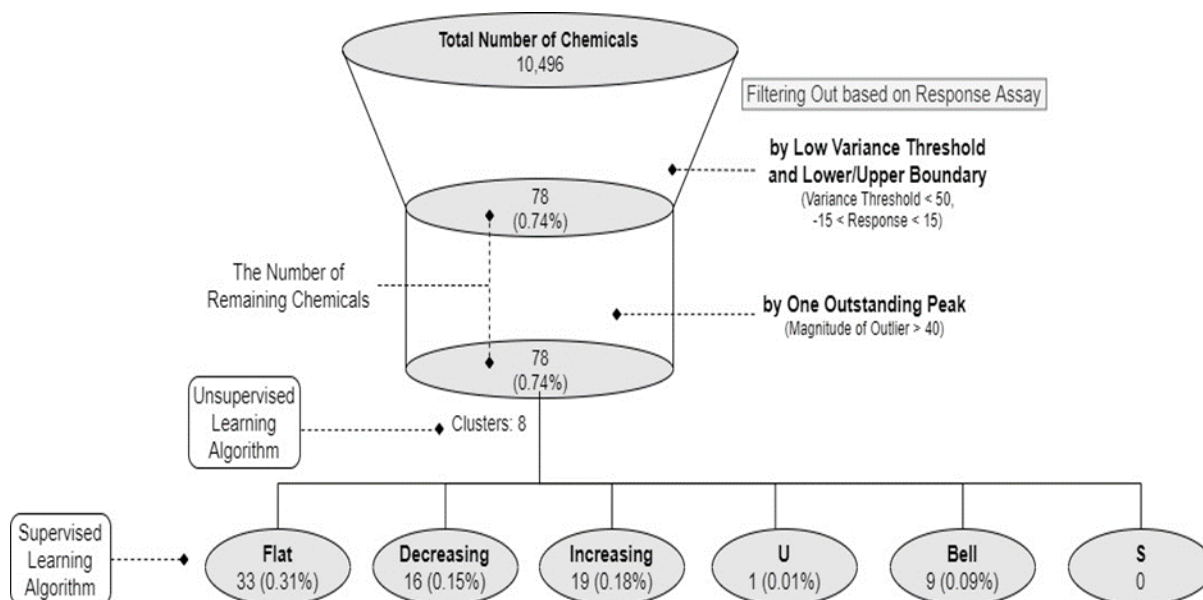 Total Number of Chemicals
10,496
Filtering Out based on Response Assay
by Low Variance Threshold
and Lower/Upper Boundary
(Variance Threshold < 50,
-15 < Response < 15)
78
(0.74%)
The Number of
Remaining Chemicals
by One Outstanding Peak
(Magnitude of Outlier > 40)
78
(0.74%)
Unsupervised
Learning
Algorithm
Clusters: 8
Supervised
Learning
Algorithm
Flat
33 (0.31%)
Decreasing
16 (0.15%)
Increasing
19 (0.18%)
U
1 (0.01%)
Bell
9 (0.09%)
S
0